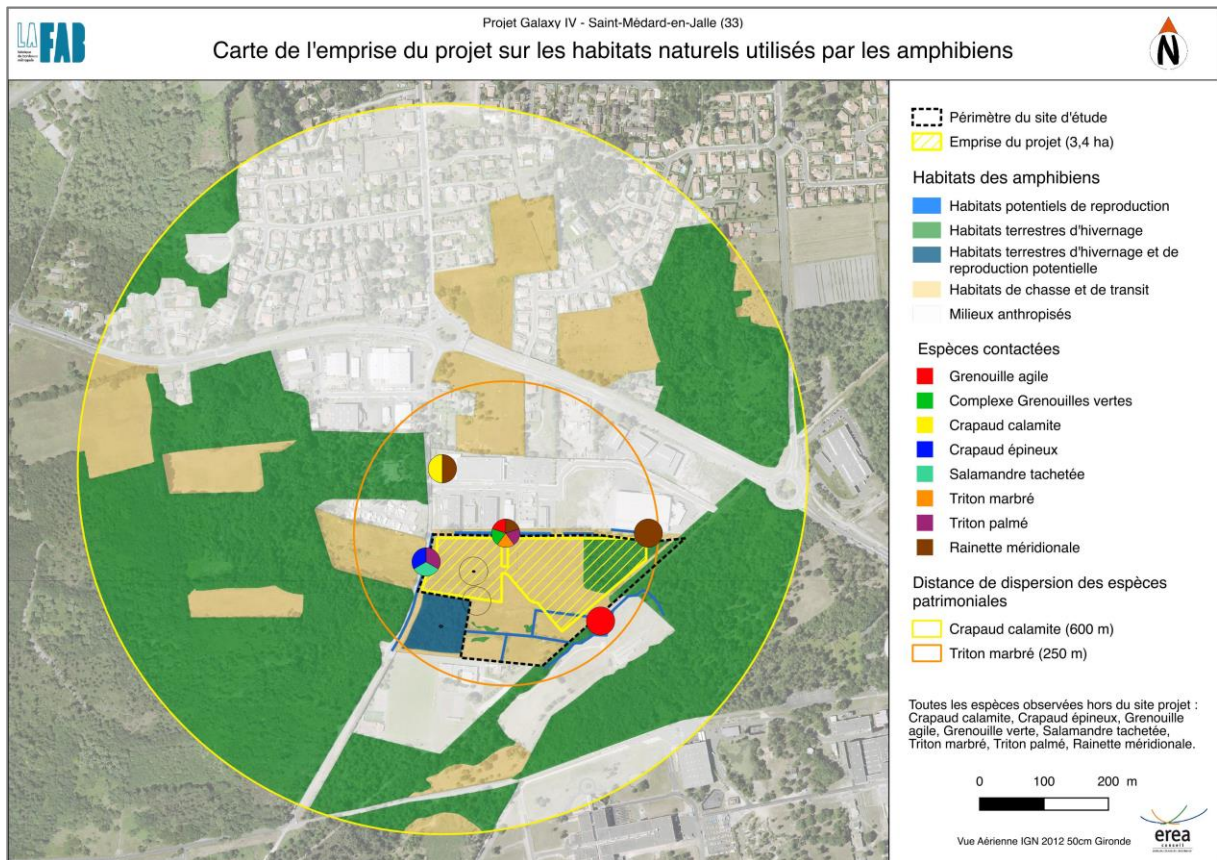 Projet Galaxy IV - Saint-Médard-en-Jalle (33)
Carte de l'emprise du projet sur les habitats naturels utilisés par les amphibiens
LA
FAB
N
Périmètre du site d'étude
Emprise du projet (3,4 ha)
Habitats des amphibiens
Habitats potentiels de reproduction
Habitats terrestres d'hivernage
Habitats terrestres d'hivernage et de
reproduction potentielle
Habitats de chasse et de transit
Milieux anthropisés
Espèces contactées
Grenouille agile
Complexe Grenouilles vertes
Crapaud calamite
Crapaud épineux
Salamandre tachetée
Triton marbré
Triton palmé
Rainette méridionale
Distance de dispersion des espèces
patrimoniales
Crapaud calamite (600 m)
Triton marbré (250 m)
Toutes les espèces observées hors du site projet :
Crapaud calamite, Crapaud épineux, Grenouille
agile, Grenouille verte, Salamandre tachetée,
Triton marbré, Triton palmé, Rainette méridionale.
0 100 200 m
Vue Aérienne IGN 2012 50cm Gironde
erea
conseil